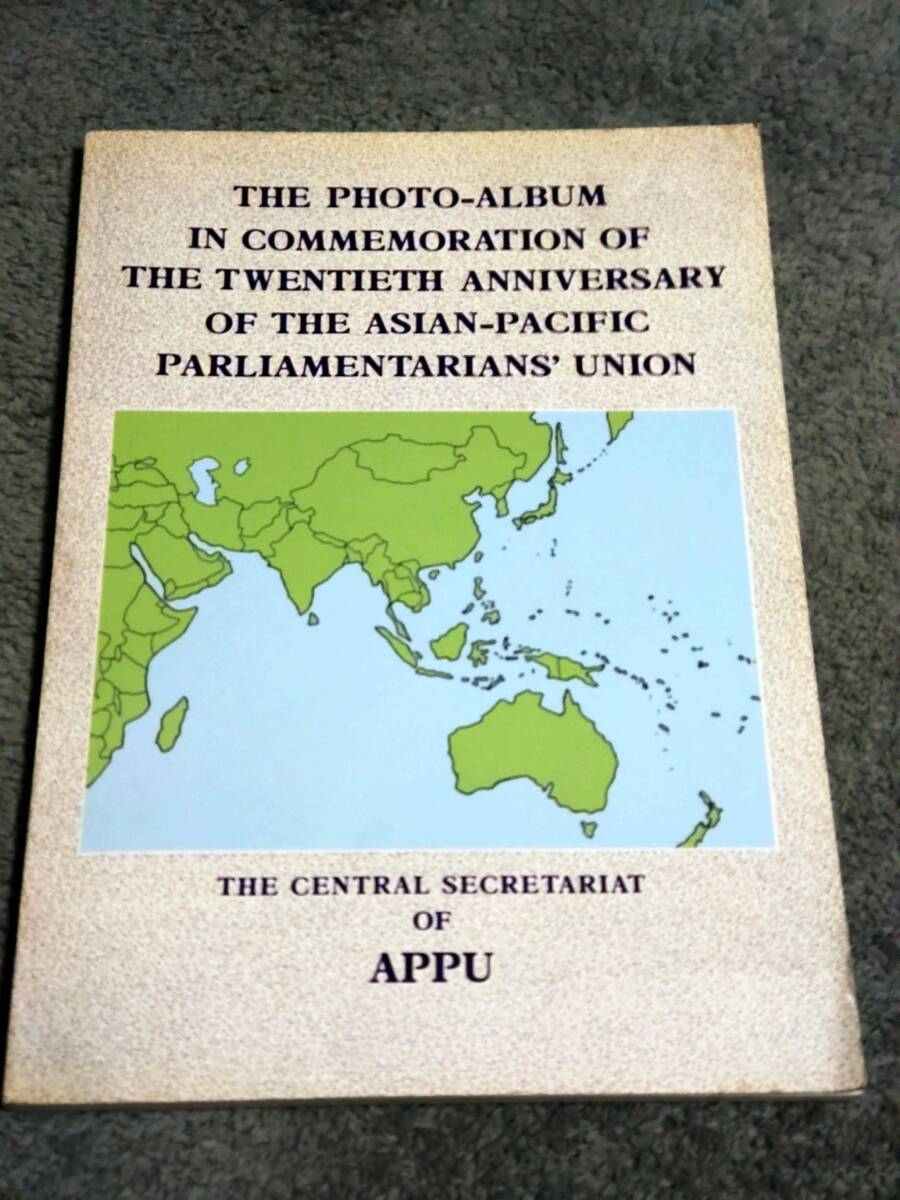 THE PHOTO-ALBUM
IN COMMEMORATION OF
THE TWENTIETH ANNIVERSARY
OF THE ASIAN-PACIFIC
PARLIAMENTARIANS' UNION
THE CENTRAL SECRETARIAT
OF
APPU